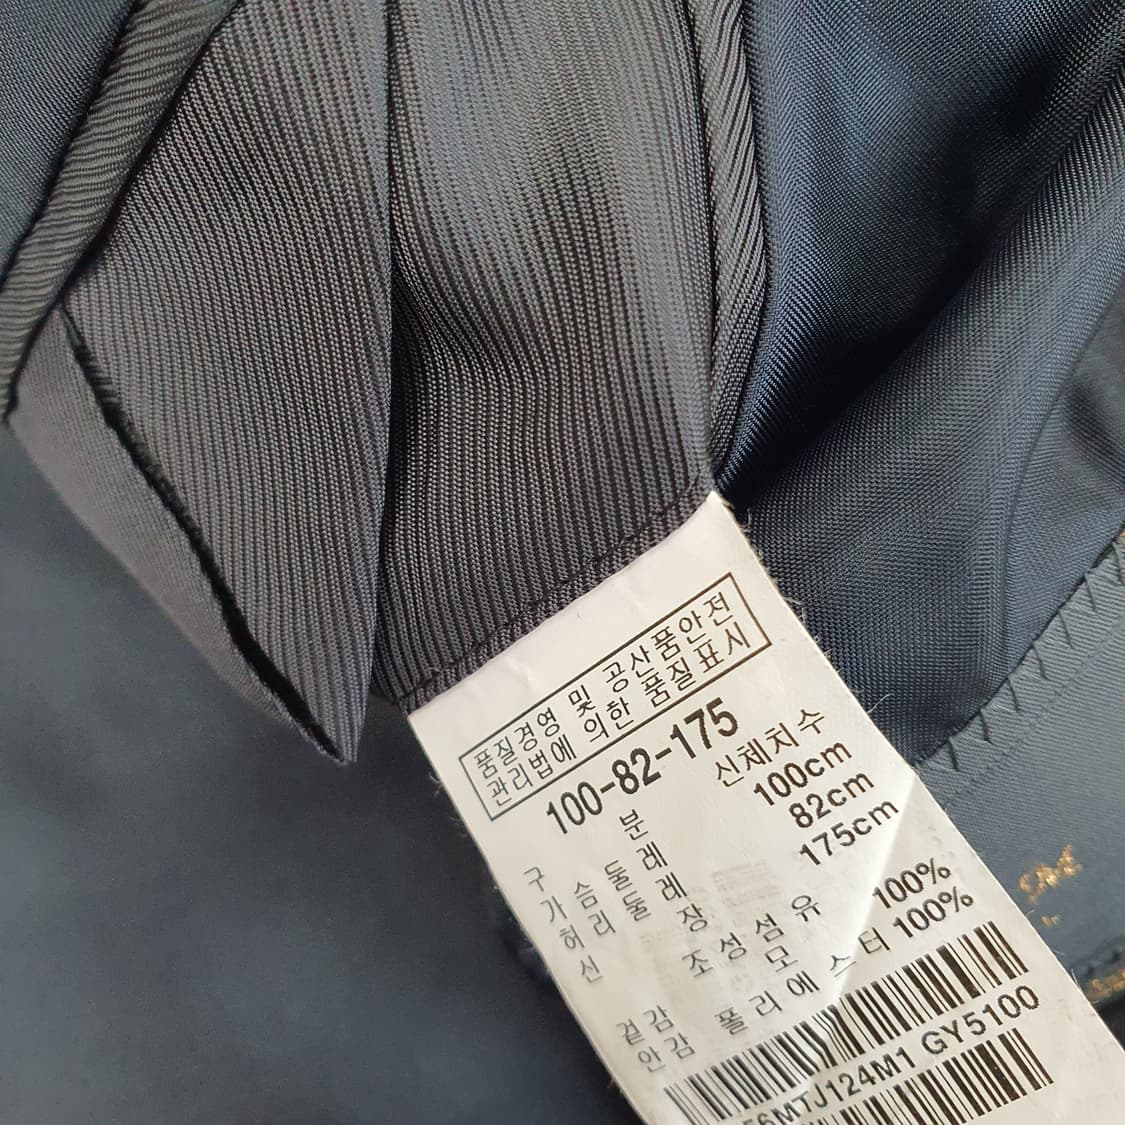 품질경영 및 공산품안전
관리법에 의한 품질표시
100-82-175
구 분 신체치수
가슴둘레 100cm
허리둘레 82cm
신 장 175cm
조성섬유
겉감 모 100%
안감 폴리에스터 100%
56MTJ124M1 GY5100